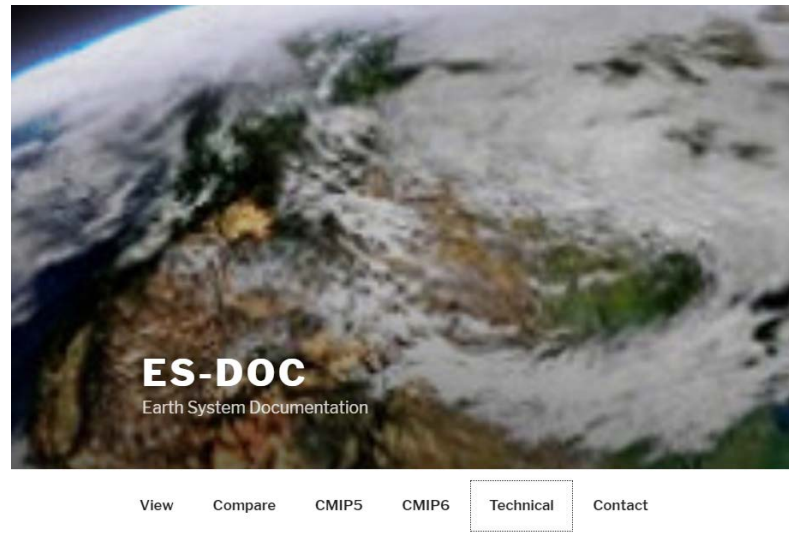 ES-DOC
Earth System Documentation
View Compare CMIP5 CMIP6 Technical Contact